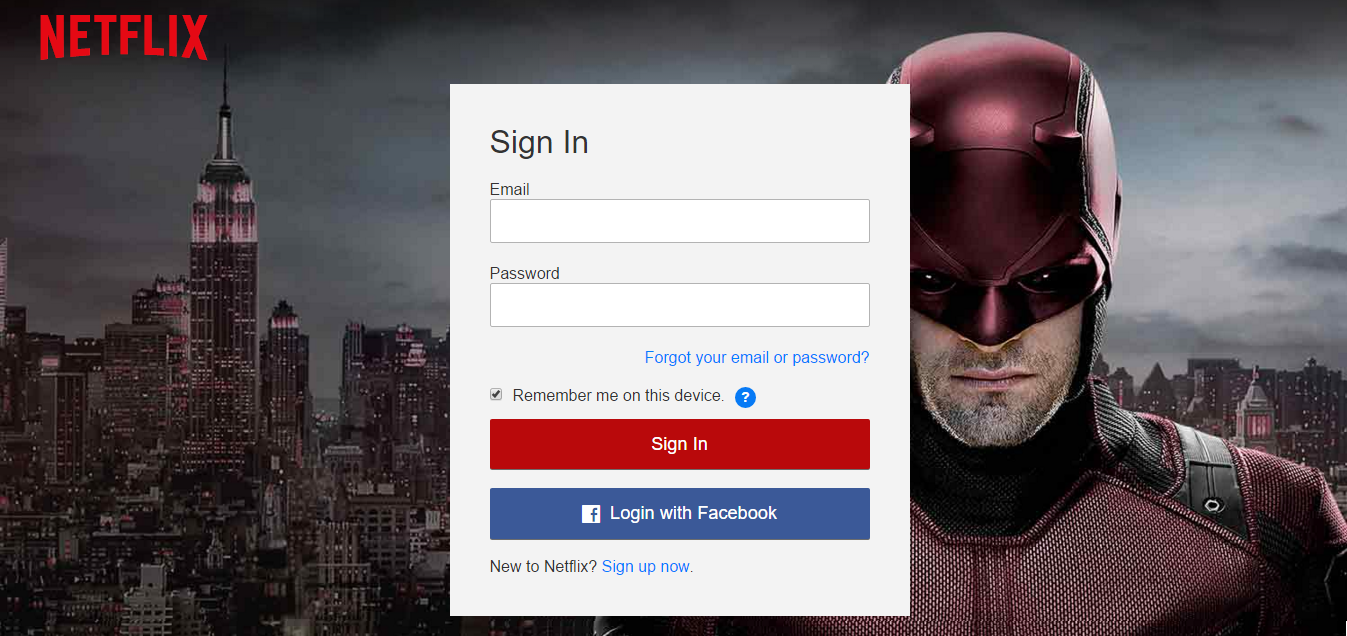 NETFLIX
Sign In
Email
Password
Forgot your email or password?
Remember me on this device. ?
Sign In
f Login with Facebook
New to Netflix? Sign up now.